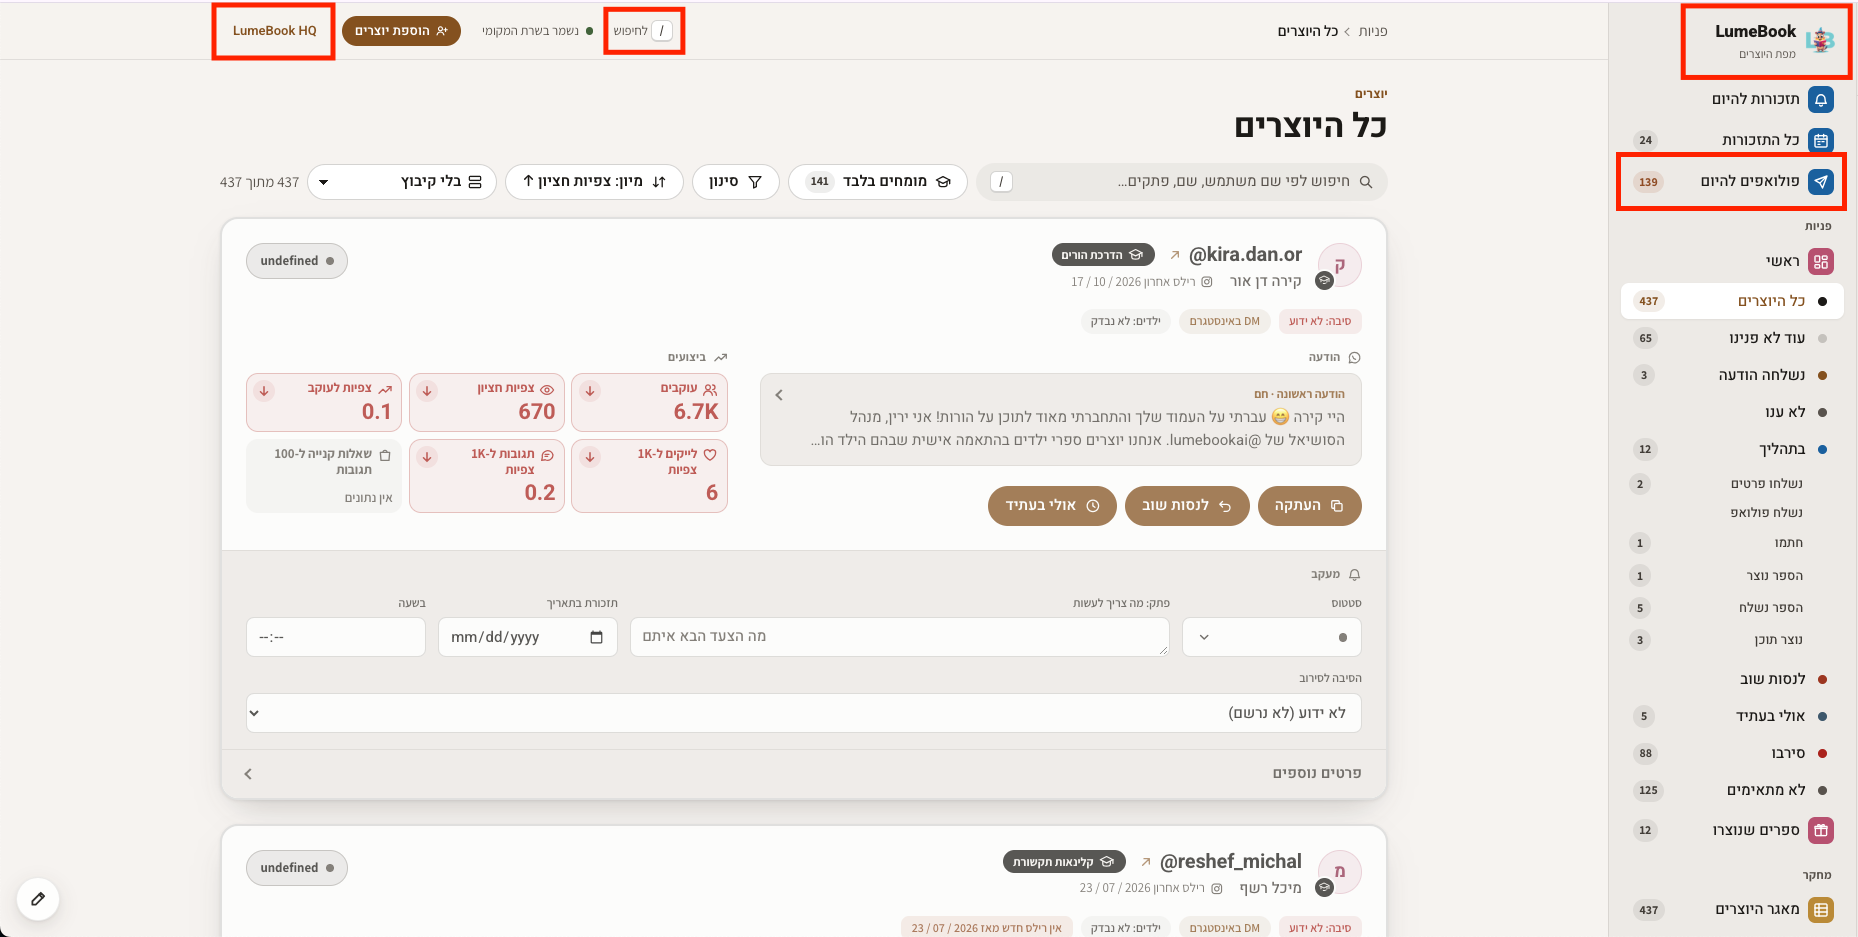 LumeBook
מפת היוצרים
תזכורות להיום
כל התזכורות 24
פולואפים להיום 139
פניות
ראשי
כל היוצרים 437
עוד לא פנינו 65
נשלחה הודעה 3
לא ענו
בתהליך 12
נשלחו פרטים 2
נשלח פולואפ
חתמו 1
הספר נוצר 1
הספר נשלח 5
נוצר תוכן 3
לנסות שוב
אולי בעתיד 5
סירבו 88
לא מתאימים 125
ספרים שנוצרו 12
מחקר
מאגר היוצרים 437
פניות > כל היוצרים
/ לחיפוש
נשמר בשרת המקומי
הוספת יוצרים
LumeBook HQ
יוצרים
כל היוצרים
חיפוש לפי שם משתמש, שם, פתקים... /
מומחים בלבד 141
סינון
מיון: צפיות חציון ↑
בלי קיבוץ
437 מתוך 437
ק
@kira.dan.or
הדרכת הורים
undefined
קירה דן אור
רילס אחרון 17 / 10 / 2026
סיבה: לא ידוע
DM באינסטגרם
ילדים: לא נבדק
הודעה
הודעה ראשונה · חם
היי קירה 😁 עברתי על העמוד שלך והתחברתי מאוד לתוכן על הורות! אני ירין, מנהל
הסושיאל של @lumebookai. אנחנו יוצרים ספרי ילדים בהתאמה אישית שבהם הילד הו...
העתקה
לנסות שוב
אולי בעתיד
ביצועים
עוקבים
6.7K
צפיות חציון
670
צפיות לעוקב
0.1
לייקים ל-1K
צפיות
6
תגובות ל-1K
צפיות
0.2
שאלות קנייה ל-100
תגובות
אין נתונים
מעקב
סטטוס
פתק: מה צריך לעשות
מה הצעד הבא איתם
תזכורת בתאריך
mm/dd/yyyy
בשעה
--:--
הסיבה לסירוב
לא ידוע (לא נרשם)
פרטים נוספים
מ
@reshef_michal
קלינאות תקשורת
undefined
מיכל רשף
רילס אחרון 23 / 07 / 2026
סיבה: לא ידוע
DM באינסטגרם
ילדים: לא נבדק
אין רילס חדש מאז 23 / 07 / 2026